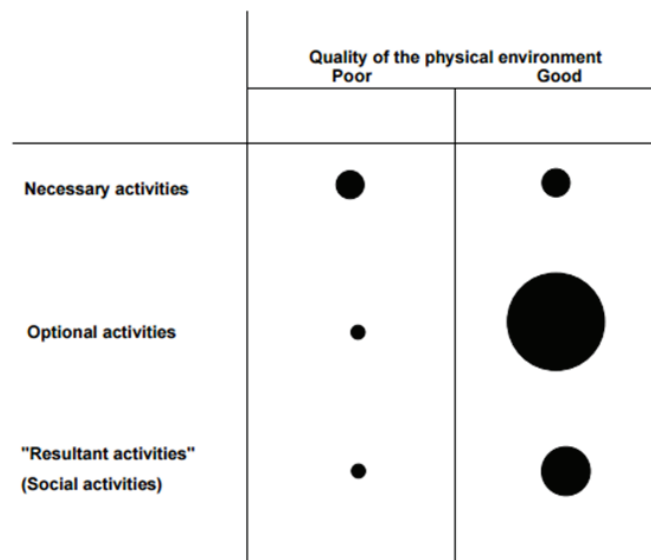 Quality of the physical environment
Poor Good
Necessary activities
Optional activities
"Resultant activities"
(Social activities)